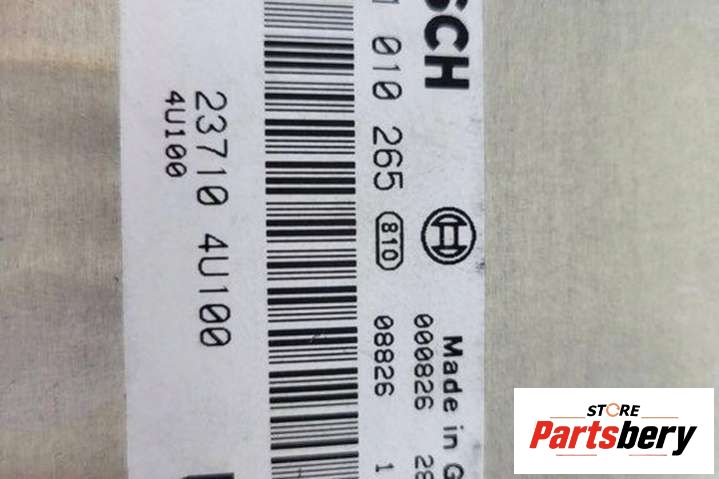 SCH
010 265 810
Made in G
000826 28
08826 1
23710 4U100
4U100
STORE
Partsbery